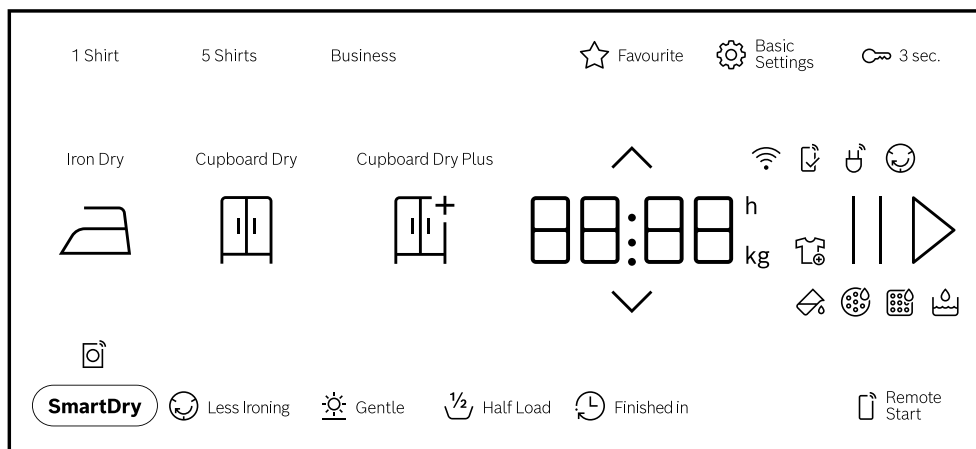 1 Shirt
5 Shirts
Business
Favourite
Basic
Settings
3 sec.
Iron Dry
Cupboard Dry
Cupboard Dry Plus
88:88
h
kg
SmartDry
Less Ironing
Gentle
½
Half Load
Finished in
Remote
Start